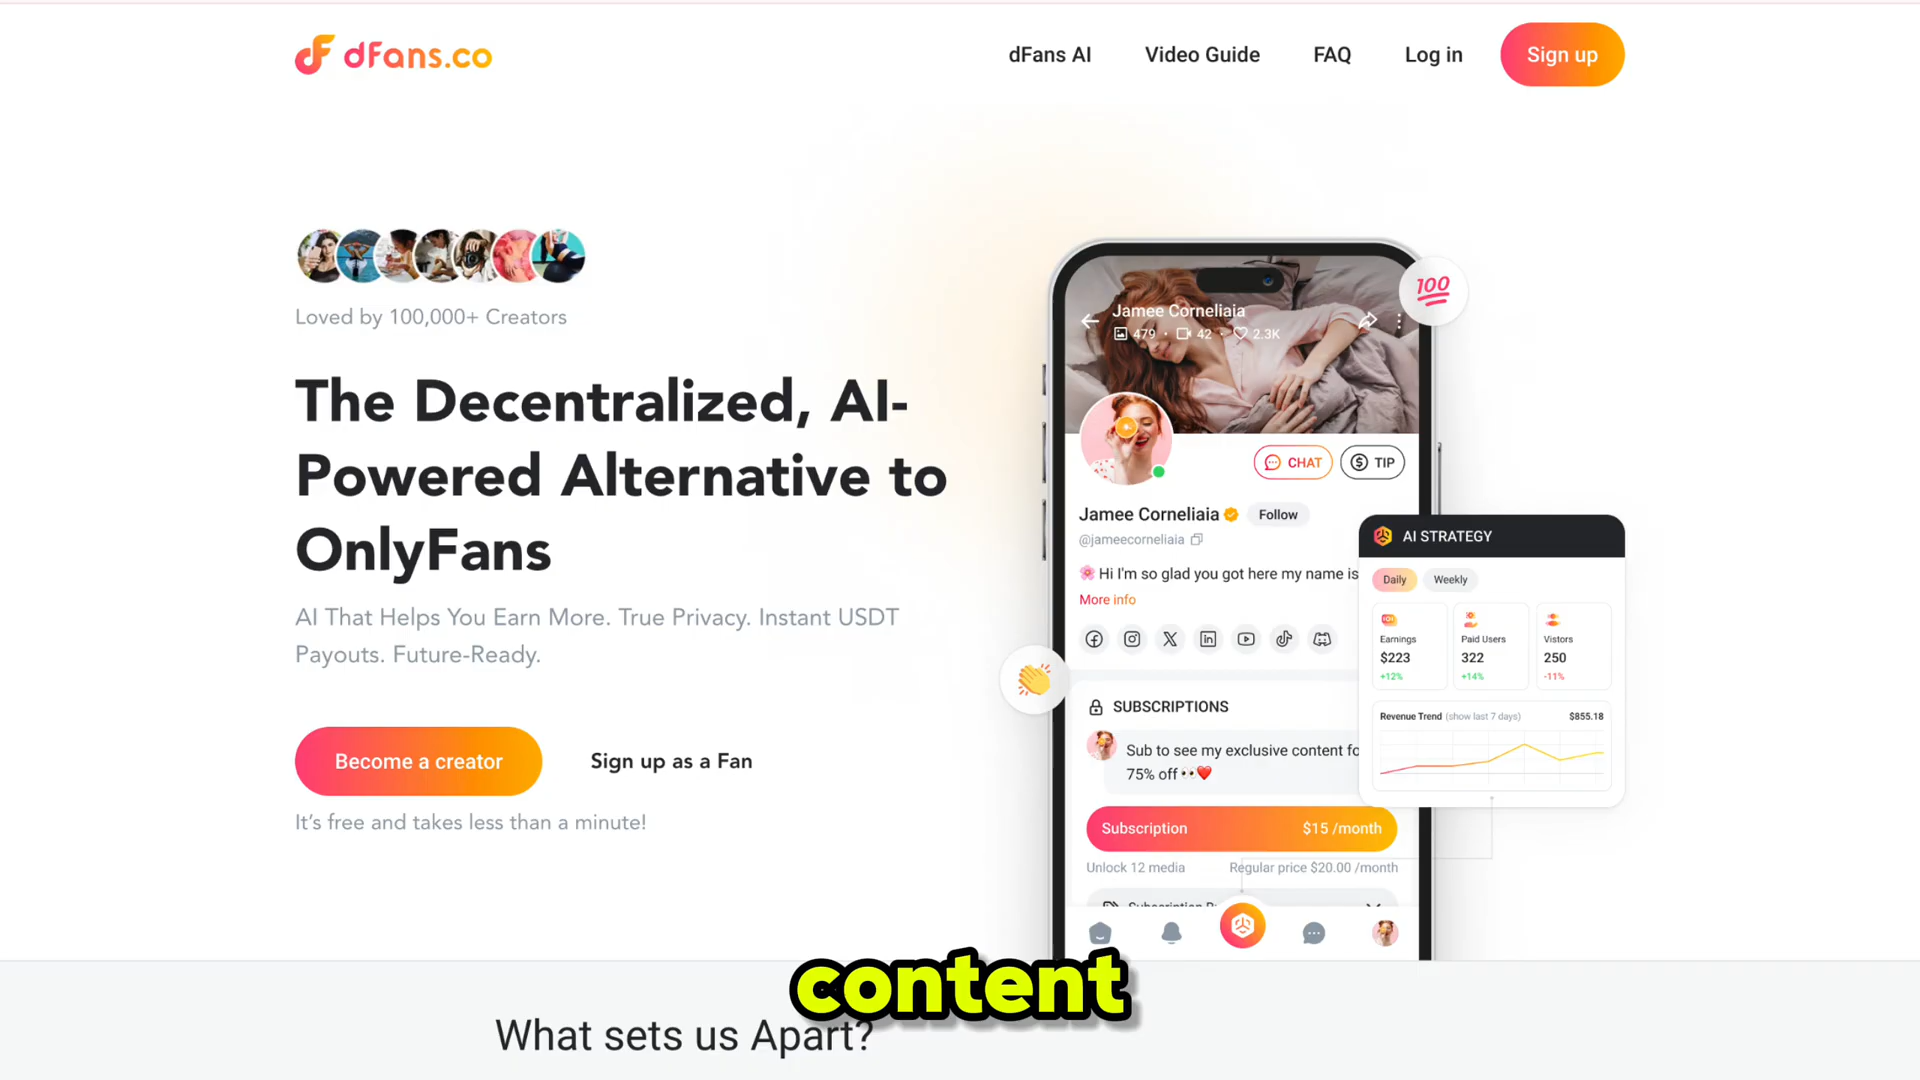 dFans.co
dFans AI
Video Guide
FAQ
Log in
Sign up
Loved by 100,000+ Creators
The Decentralized, AI-
Powered Alternative to
OnlyFans
AI That Helps You Earn More. True Privacy. Instant USDT
Payouts. Future-Ready.
Become a creator
Sign up as a Fan
It's free and takes less than a minute!
100
Jamee Corneliaia
479 · 42 · 2.3K
CHAT
TIP
Jamee Corneliaia
Follow
@jameecorneliaia
Hi I'm so glad you got here my name is
More info
SUBSCRIPTIONS
Sub to see my exclusive content fo
75% off
Subscription $15 /month
Unlock 12 media Regular price $20.00 /month
AI STRATEGY
Daily Weekly
Earnings Paid Users Vistors
$223 322 250
+12% +14% -11%
Revenue Trend (show last 7 days) $855.18
content
What sets us Apart?